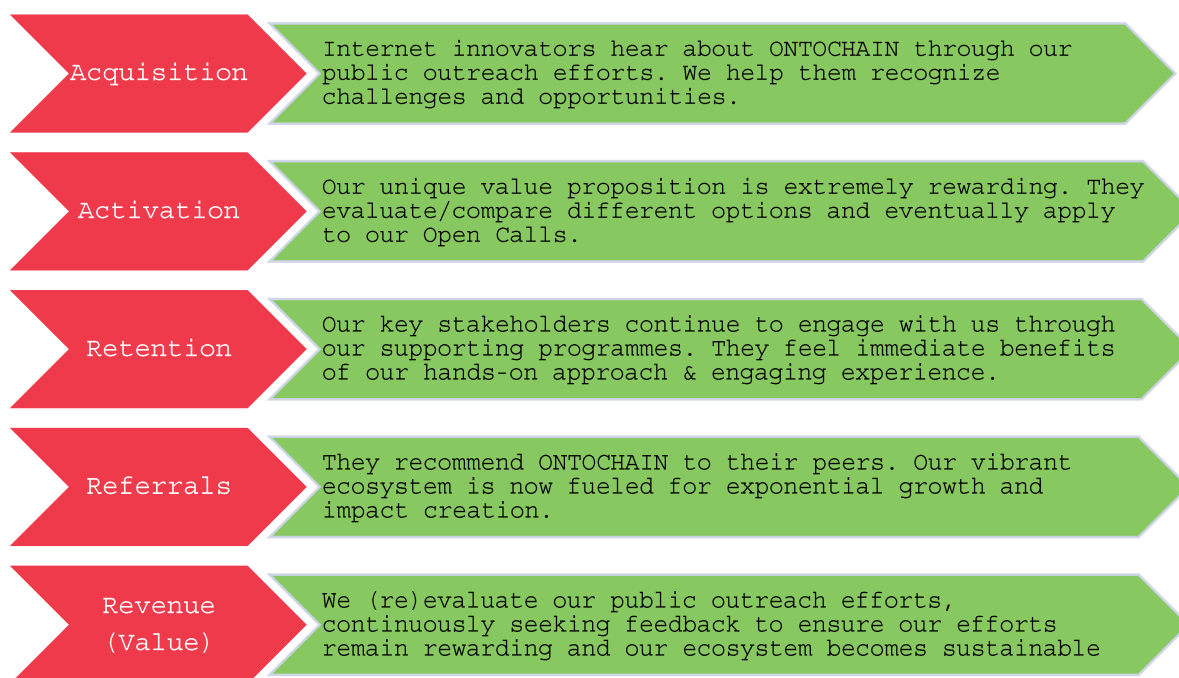 Acquisition
Internet innovators hear about ONTOCHAIN through our
public outreach efforts. We help them recognize
challenges and opportunities.
Activation
Our unique value proposition is extremely rewarding. They
evaluate/compare different options and eventually apply
to our Open Calls.
Retention
Our key stakeholders continue to engage with us through
our supporting programmes. They feel immediate benefits
of our hands-on approach & engaging experience.
Referrals
They recommend ONTOCHAIN to their peers. Our vibrant
ecosystem is now fueled for exponential growth and
impact creation.
Revenue
(Value)
We (re)evaluate our public outreach efforts,
continuously seeking feedback to ensure our efforts
remain rewarding and our ecosystem becomes sustainable